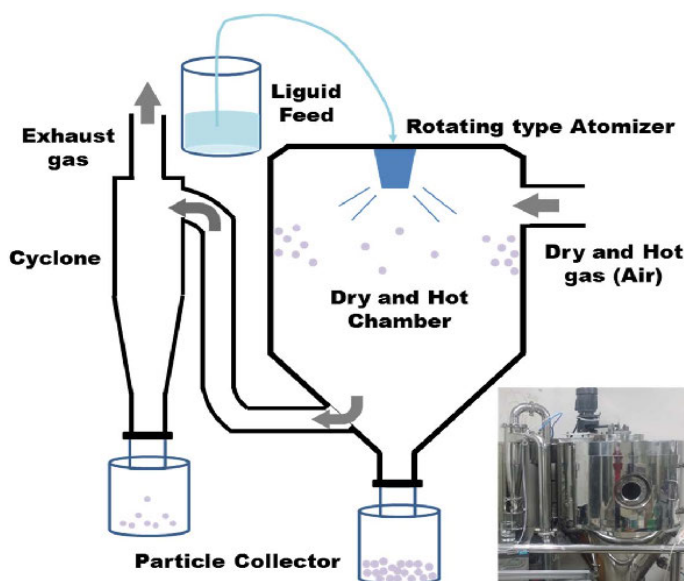 Liguid
Feed
Rotating type Atomizer
Exhaust
gas
Cyclone
Dry and Hot
gas (Air)
Dry and Hot
Chamber
Particle Collector